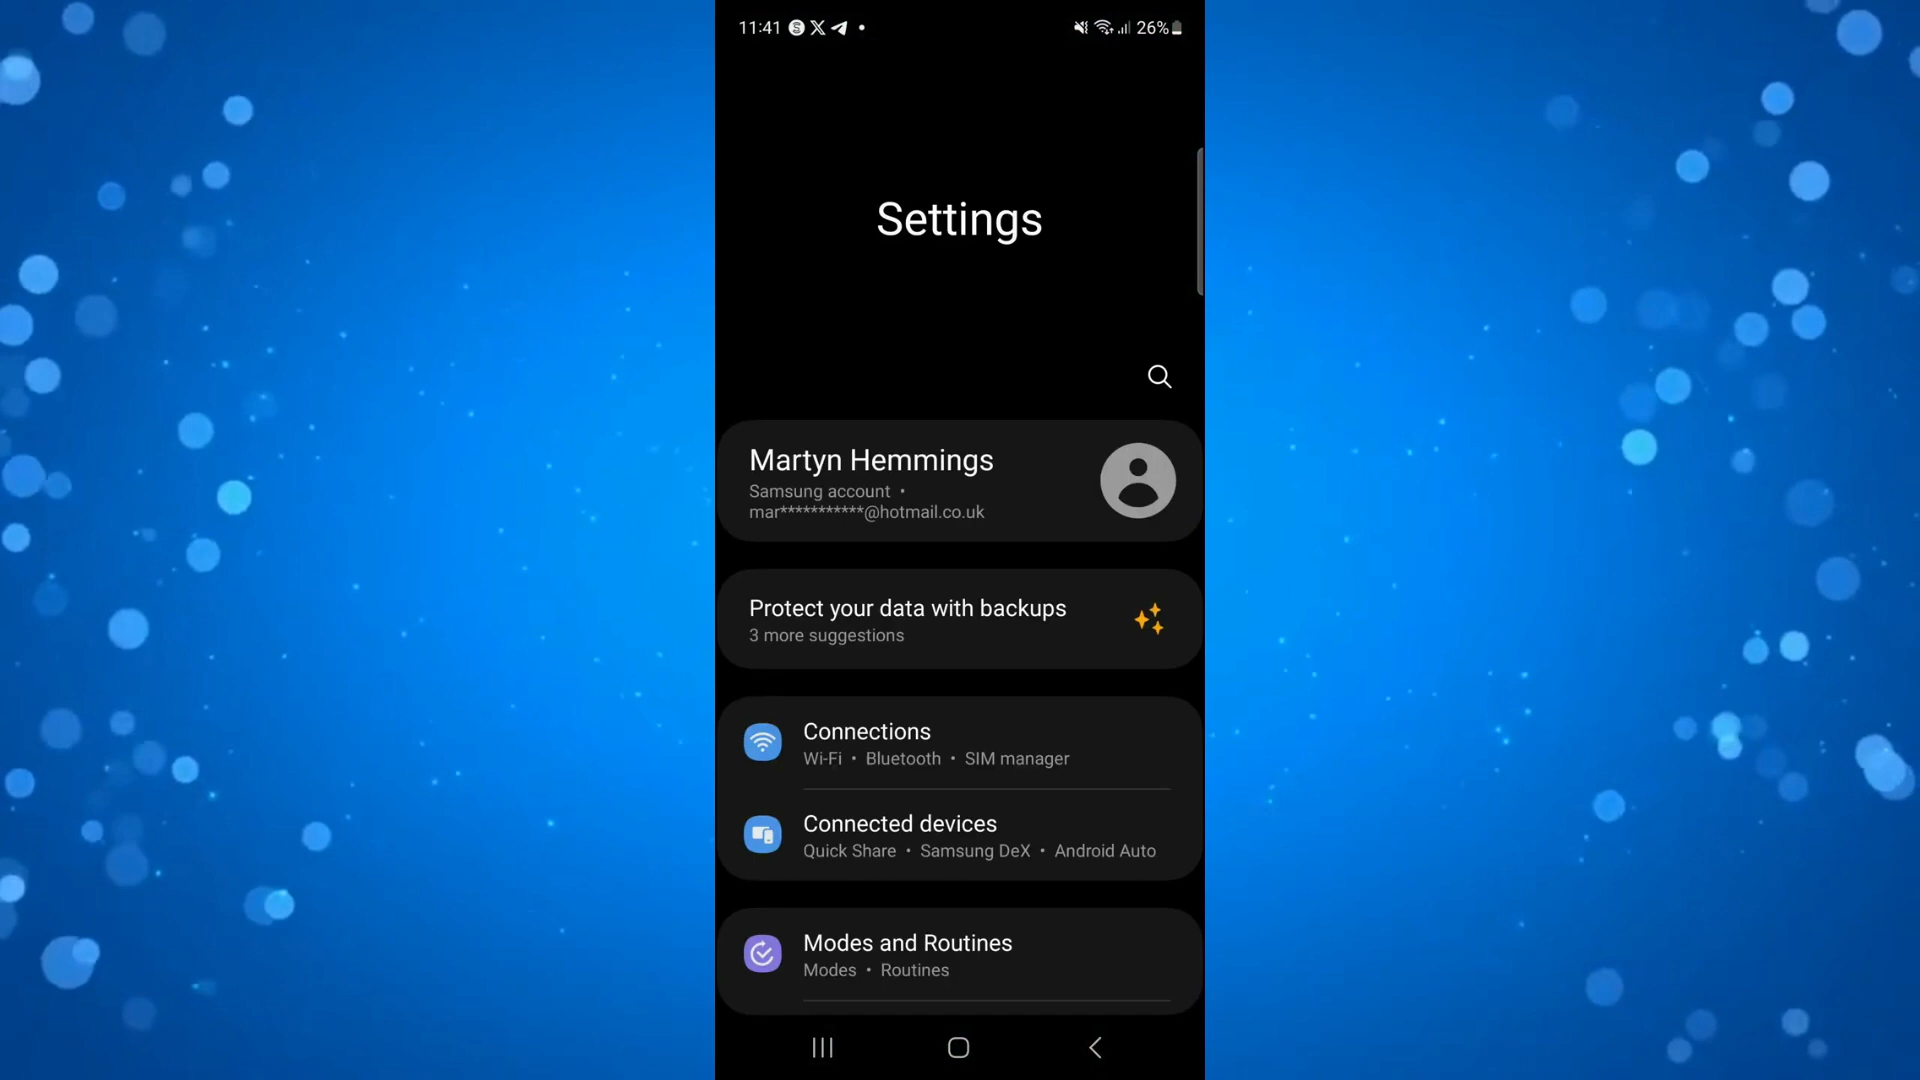 11:41
26%
Settings
Martyn Hemmings
Samsung account •
mar***********@hotmail.co.uk
Protect your data with backups
3 more suggestions
Connections
Wi-Fi • Bluetooth • SIM manager
Connected devices
Quick Share • Samsung DeX • Android Auto
Modes and Routines
Modes • Routines